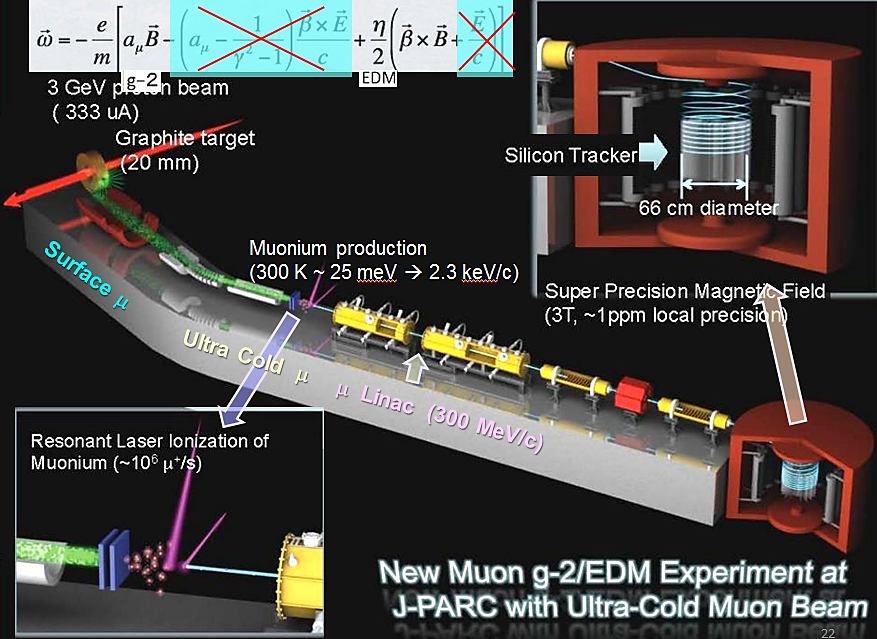 ω⃗ = − e/m [ a_μ B⃗ − ( a_μ − 1/(γ² − 1) ) (β⃗ × E⃗)/c + η/2 ( β⃗ × B⃗ + E⃗/c ) ]
g-2
EDM
3 GeV proton beam
( 333 uA)
Graphite target
(20 mm)
Silicon Tracker
66 cm diameter
Surface μ
Muonium production
(300 K ~ 25 meV → 2.3 keV/c)
Super Precision Magnetic Field
(3T, ~1ppm local precision)
Ultra Cold μ
μ Linac (300 MeV/c)
Resonant Laser Ionization of
Muonium (~10⁶ μ⁺/s)
New Muon g-2/EDM Experiment at
J-PARC with Ultra-Cold Muon Beam
22